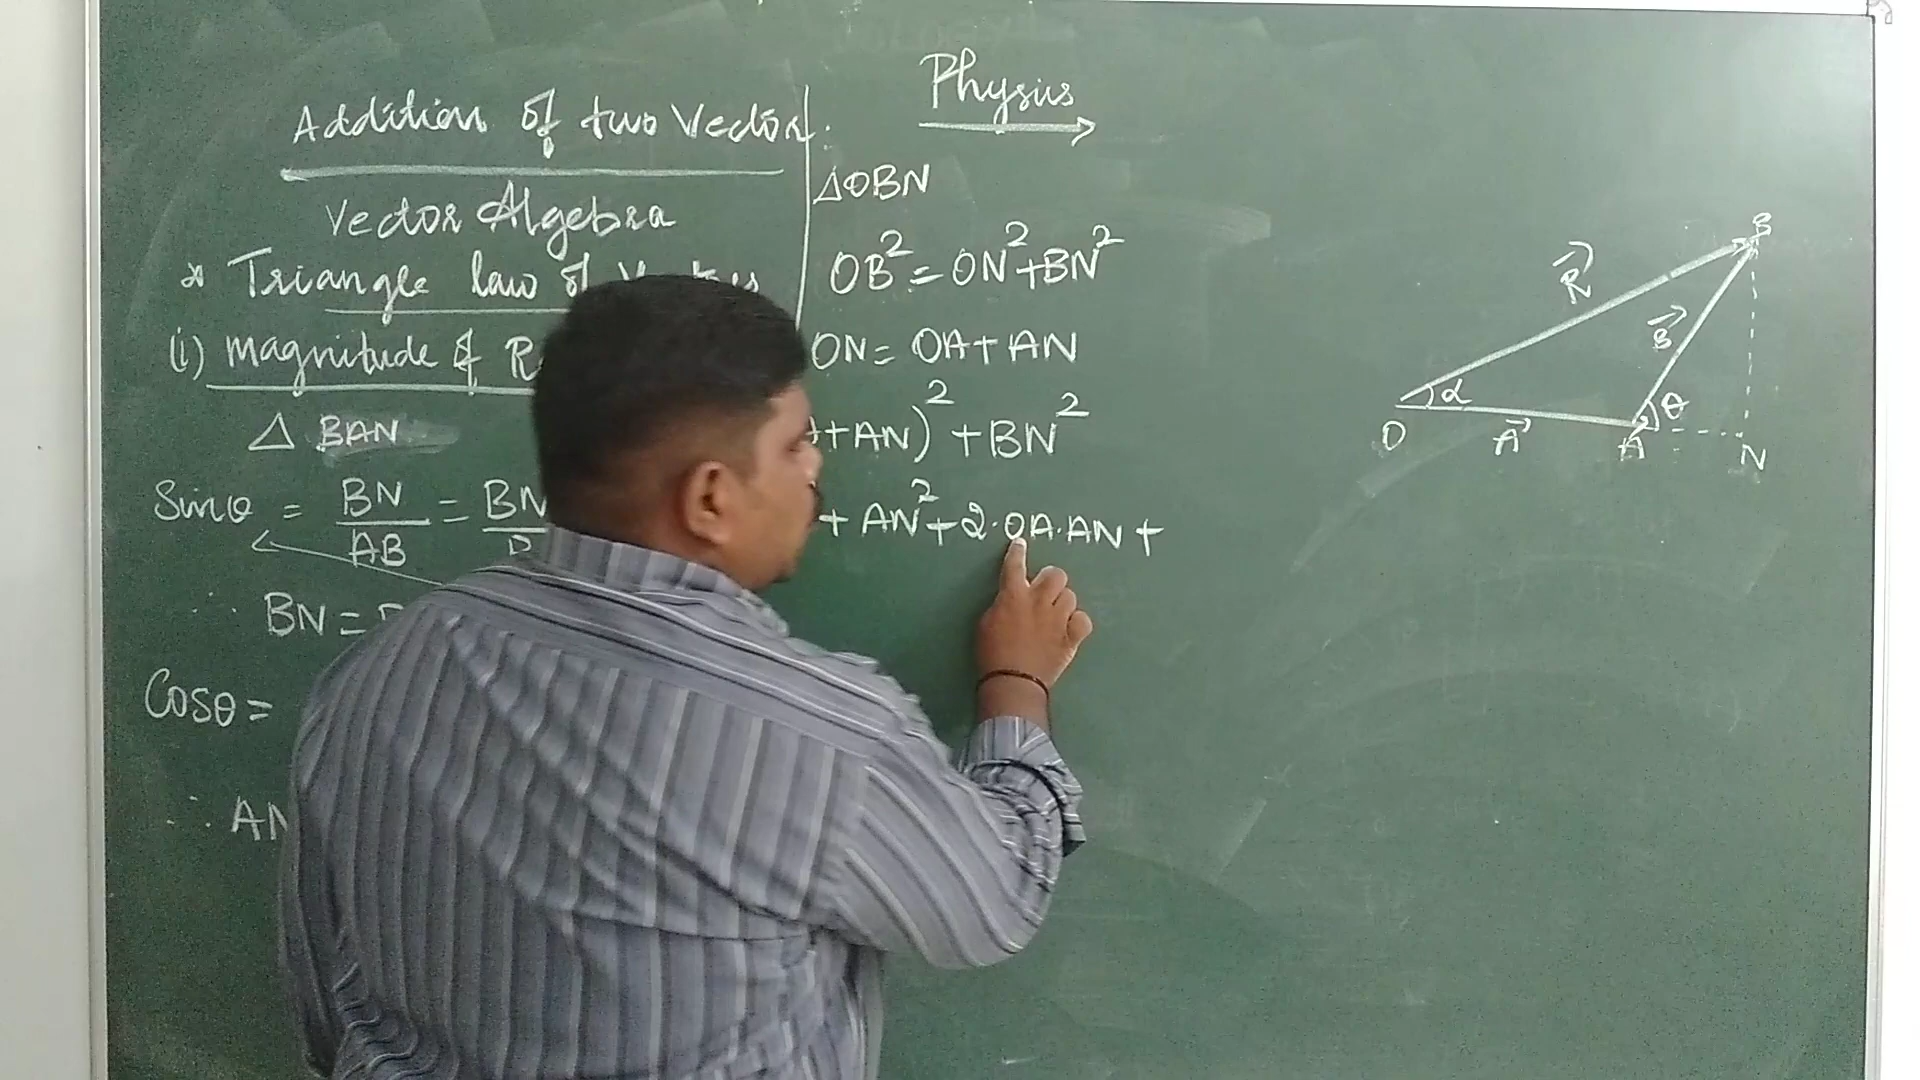 Addition of two Vector.
Vector Algebra
* Triangle law of
(i) magnitude of
△ BAN
Sinθ = BN/AB = BN
∴ BN =
Cosθ =
∴ AN
Physics
△OBN
OB² = ON² + BN²
ON = OA + AN
+AN)² + BN²
+ AN² + 2·OA·AN +
R
B
B
α
θ
O
A
A
N